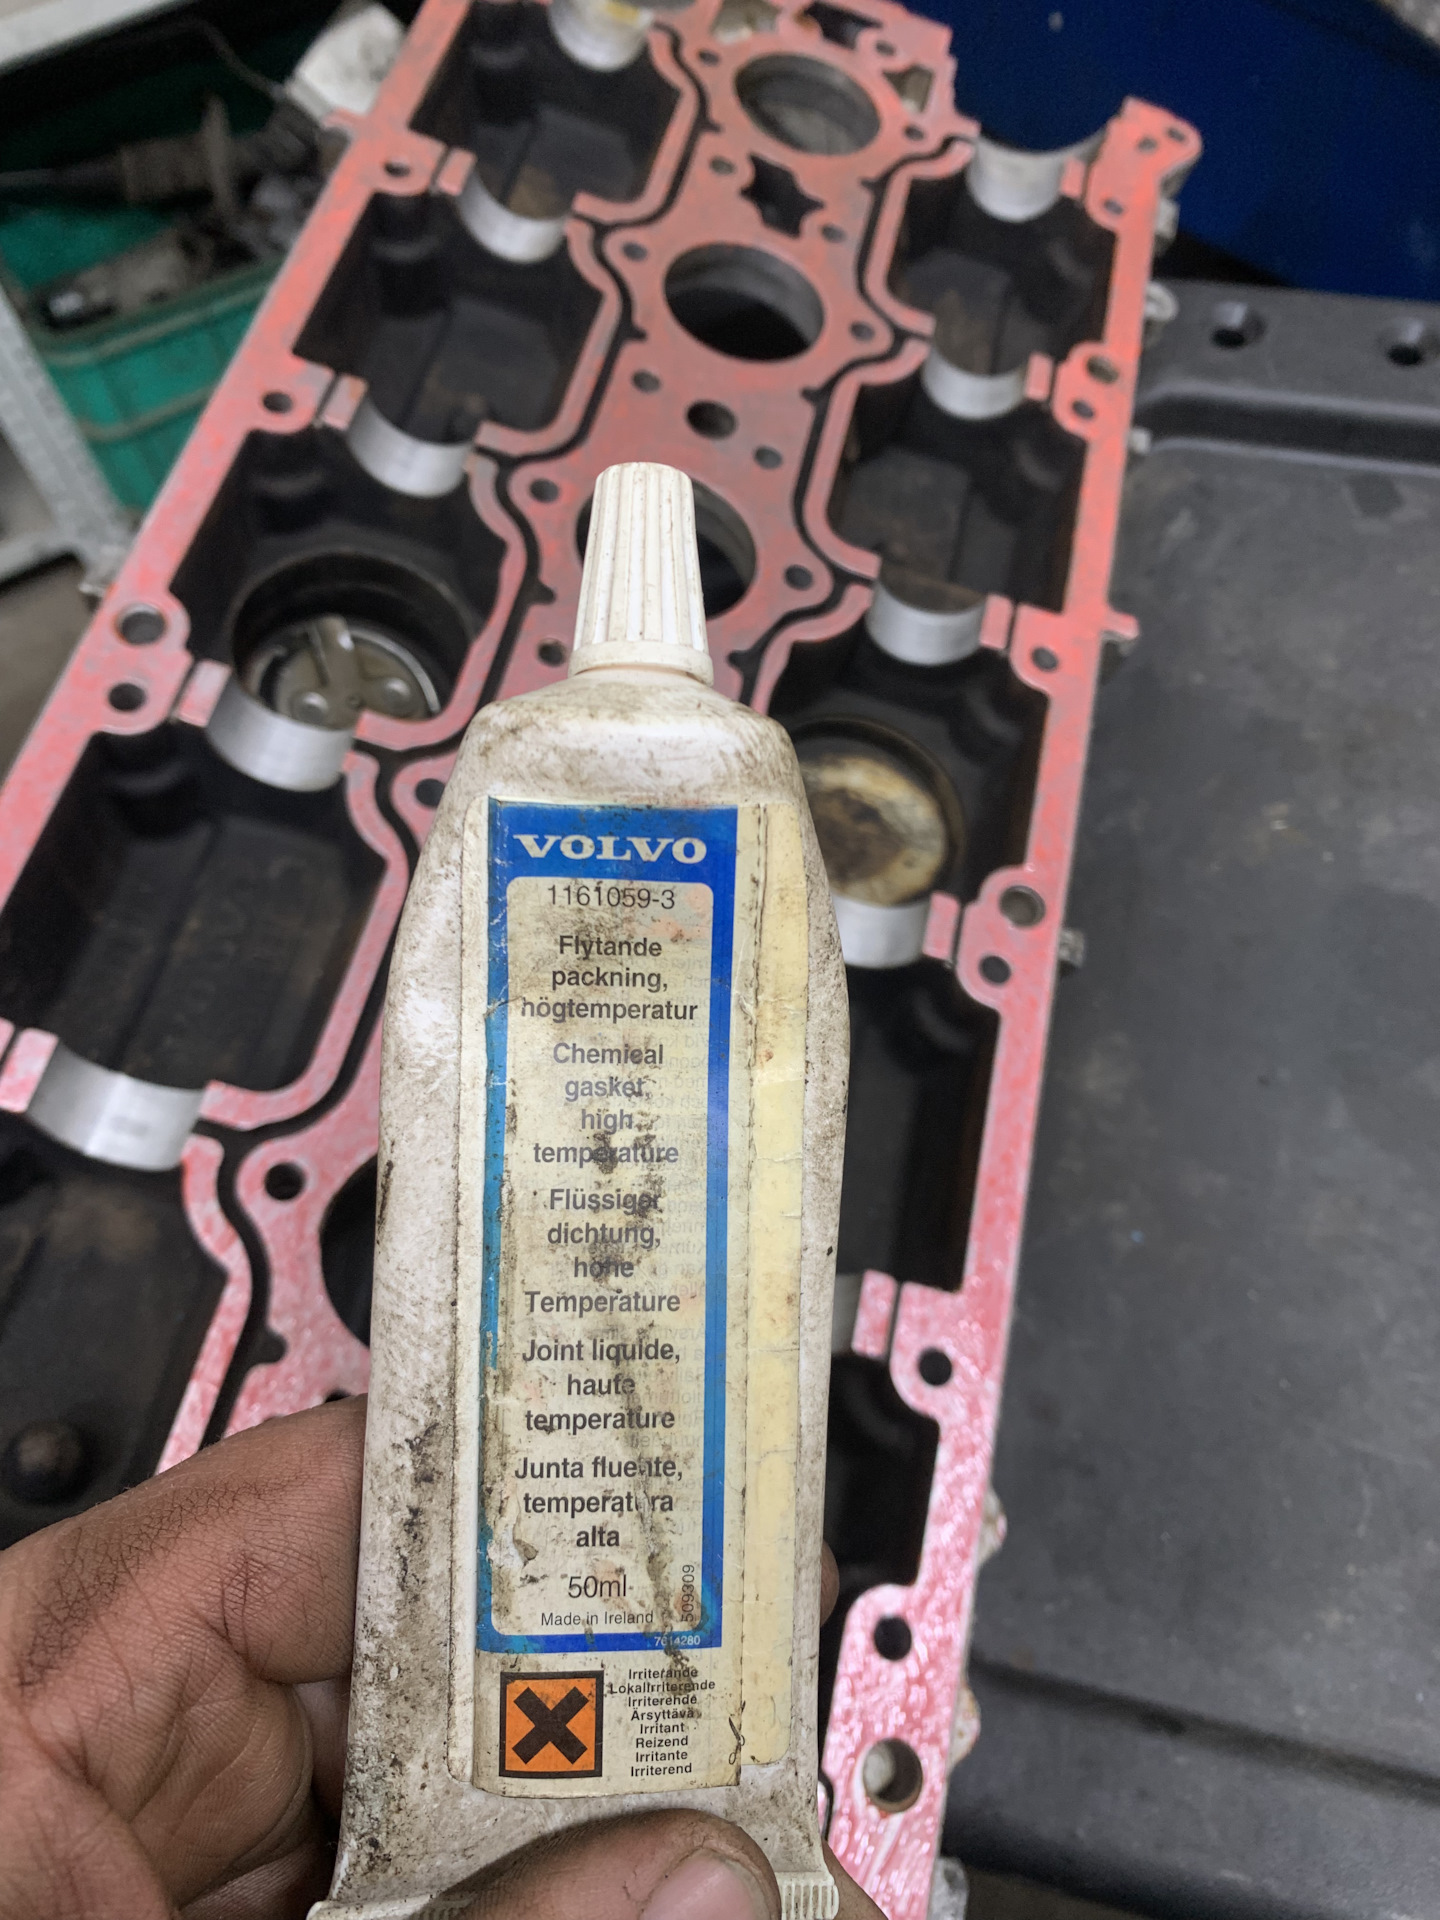 VOLVO
1161059-3
Flytande
packning,
högtemperatur
Chemical
gasket,
high
temperature
Flüssiger
dichtung,
hohe
Temperature
Joint liquide,
haute
temperature
Junta fluente,
temperatura
alta
50ml
Made in Ireland
509309
7614280
Irriterande
Lokalirriterende
Irriterende
Ärsyttävä
Irritant
Reizend
Irritante
Irriterend